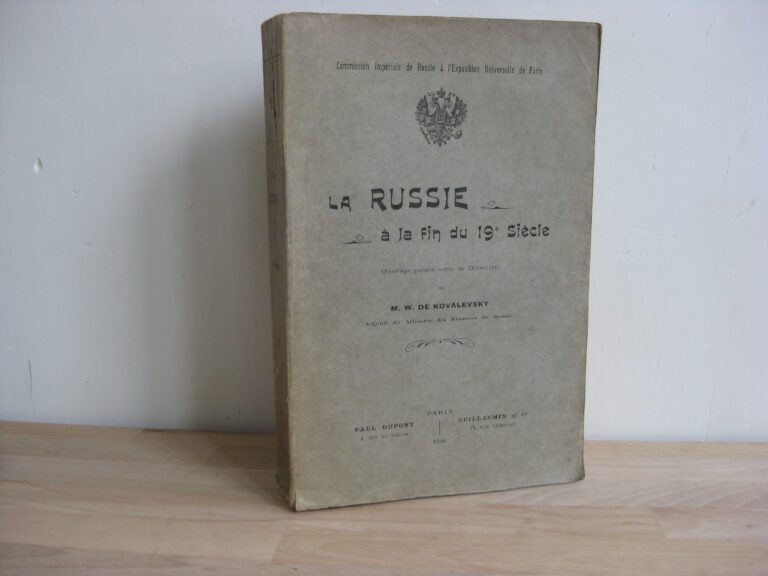 Commission Impériale de Russie à l'Exposition Universelle de Paris
LA RUSSIE
à la fin du 19e Siècle
Ouvrage publié sous la Direction
DE
M. W. DE KOVALEVSKY
Adjoint du Ministre des Finances de Russie
PARIS
PAUL DUPONT
GUILLAUMIN et Cie
1900